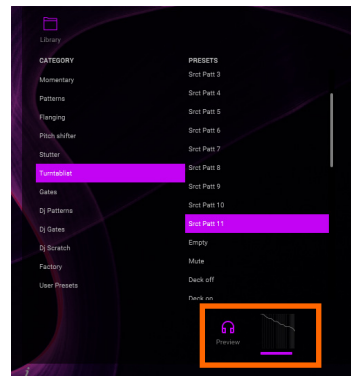 Library
CATEGORY
Momentary
Patterns
Flanging
Pitch shifter
Stutter
Turntablist
Gates
Dj Patterns
Dj Gates
Dj Scratch
Factory
User Presets
PRESETS
Srct Patt 3
Srct Patt 4
Srct Patt 5
Srct Patt 6
Srct Patt 7
Srct Patt 8
Srct Patt 9
Srct Patt 10
Srct Patt 11
Empty
Mute
Deck off
Deck on
Preview
i